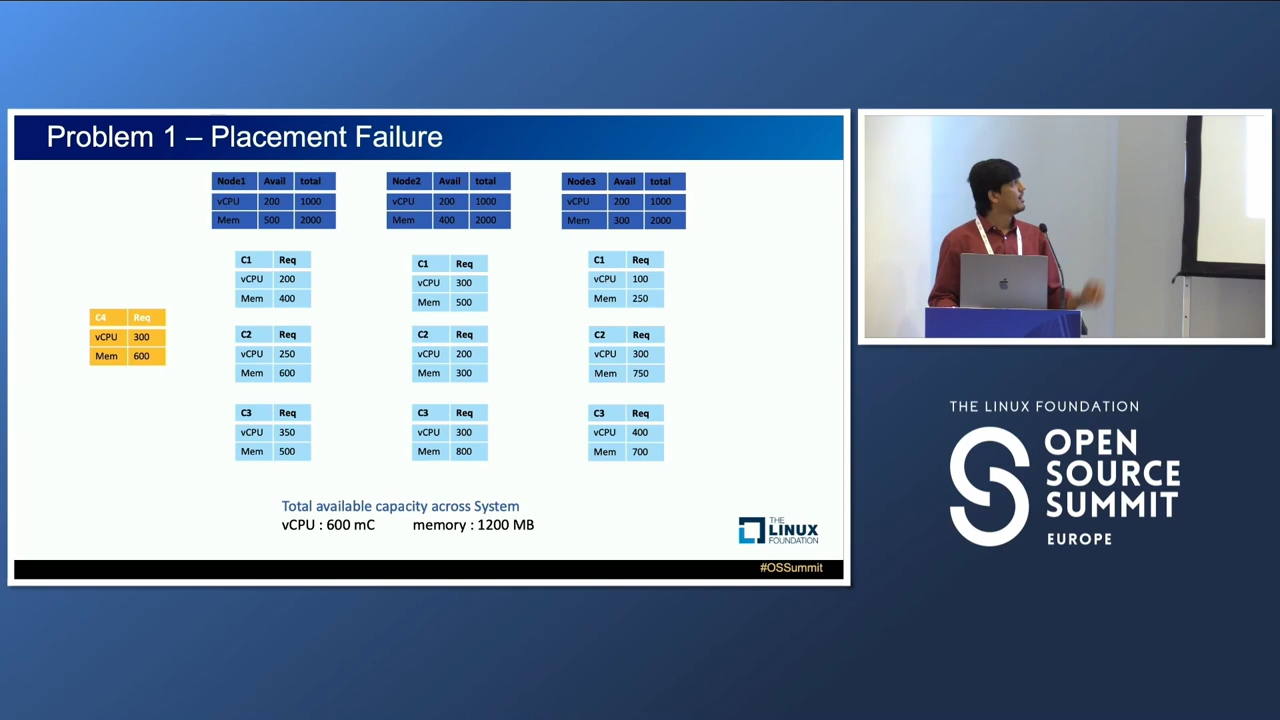 Problem 1 – Placement Failure
Node1 Avail total
vCPU 200 1000
Mem 500 2000
Node2 Avail total
vCPU 200 1000
Mem 400 2000
Node3 Avail total
vCPU 200 1000
Mem 300 2000
C4 Req
vCPU 300
Mem 600
C1 Req
vCPU 200
Mem 400
C2 Req
vCPU 250
Mem 600
C3 Req
vCPU 350
Mem 500
C1 Req
vCPU 300
Mem 500
C2 Req
vCPU 200
Mem 300
C3 Req
vCPU 300
Mem 800
C1 Req
vCPU 100
Mem 250
C2 Req
vCPU 300
Mem 750
C3 Req
vCPU 400
Mem 700
Total available capacity across System
vCPU : 600 mC memory : 1200 MB
THE
LINUX
FOUNDATION
#OSSummit
THE LINUX FOUNDATION
OPEN
SOURCE
SUMMIT
EUROPE